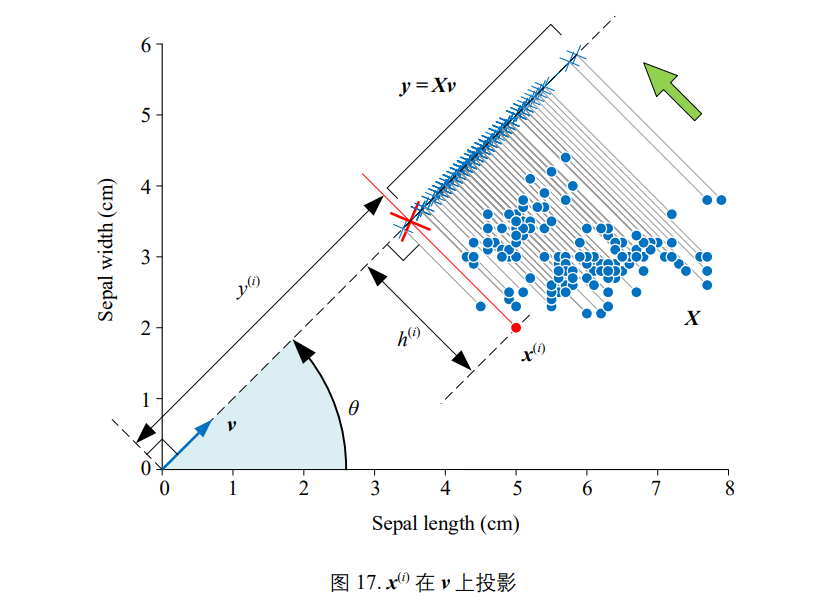 y = Xv
Sepal width (cm)
6
5
4
3
2
1
0
y(i)
h(i)
x(i)
X
v
θ
0 1 2 3 4 5 6 7 8
Sepal length (cm)
图 17. x(i) 在 v 上投影